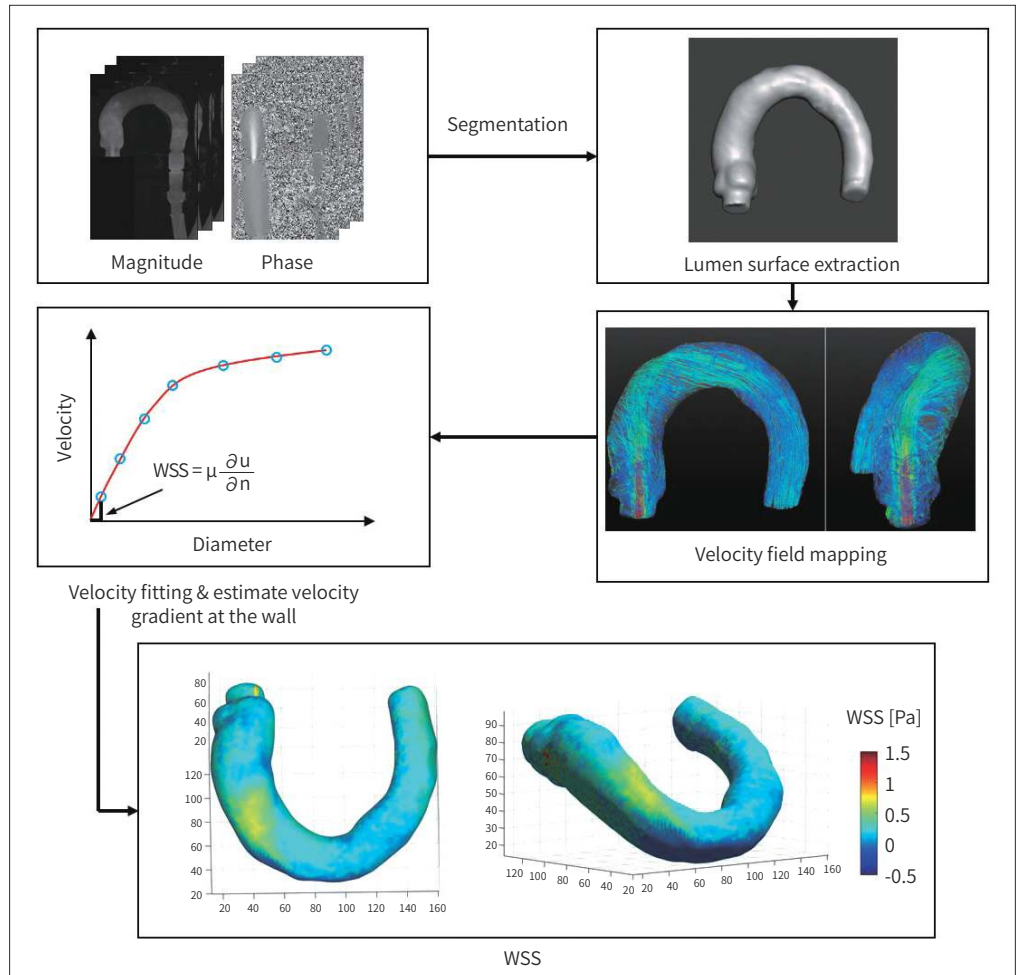 Magnitude
Phase
Segmentation
Lumen surface extraction
Velocity
WSS = μ ∂u/∂n
Diameter
Velocity field mapping
Velocity fitting & estimate velocity
gradient at the wall
80
60
40
20
120
100
80
60
40
20
20 40 60 80 100 120 140 160
90
80
70
60
50
40
30
20
120 100 80 60 40 20
20 40 60 80 100 120 140 160
WSS [Pa]
1.5
1
0.5
0
-0.5
WSS